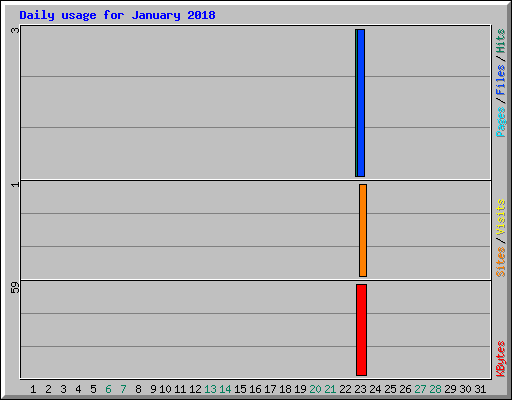 Daily usage for January 2018
3
1
59
Pages/Files/Hits
Sites/Visits
KBytes
1 2 3 4 5 6 7 8 9 10 11 12 13 14 15 16 17 18 19 20 21 22 23 24 25 26 27 28 29 30 31